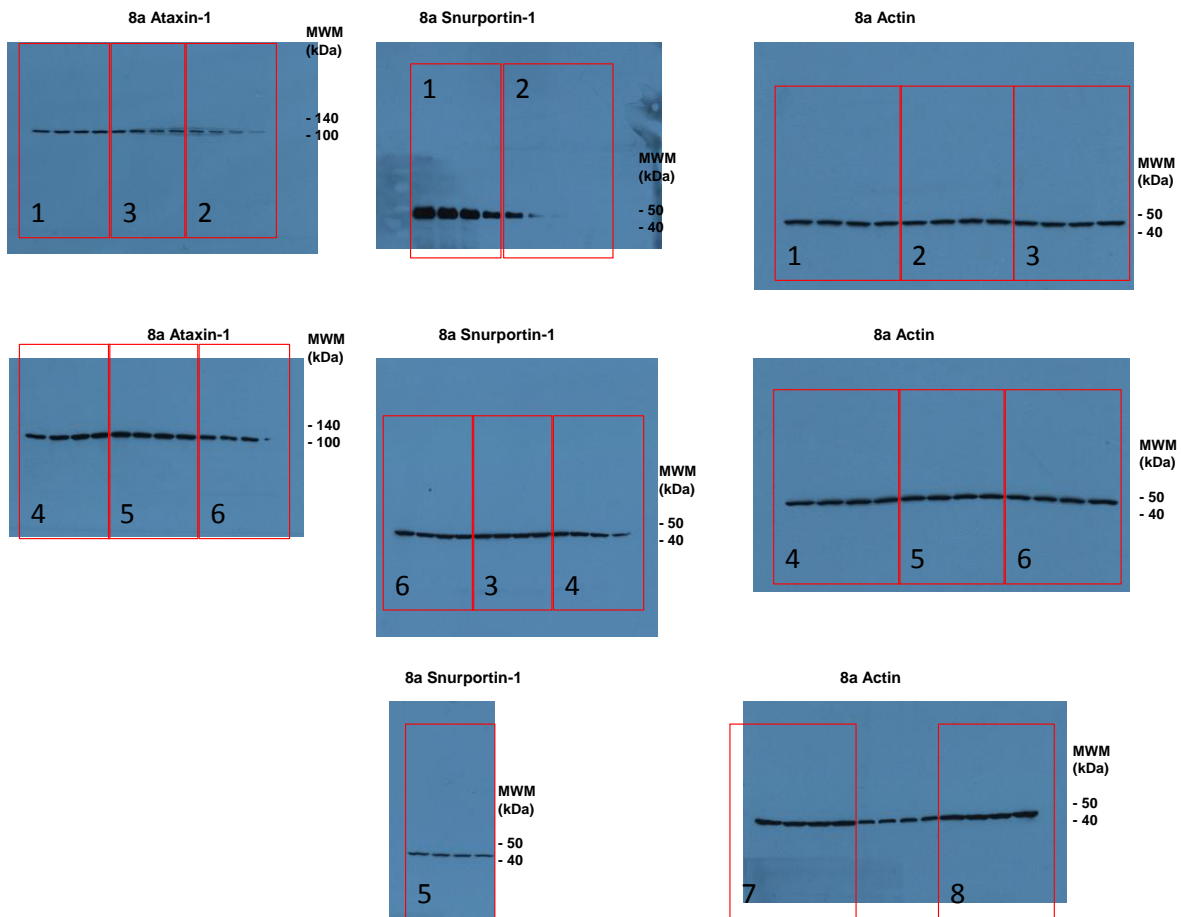 8a Ataxin-1
MWM
(kDa)
- 140
- 100
1
3
2
8a Snurportin-1
1
2
MWM
(kDa)
- 50
- 40
8a Actin
MWM
(kDa)
- 50
- 40
1
2
3
8a Ataxin-1
MWM
(kDa)
- 140
- 100
4
5
6
8a Snurportin-1
MWM
(kDa)
- 50
- 40
6
3
4
8a Actin
MWM
(kDa)
- 50
- 40
4
5
6
8a Snurportin-1
MWM
(kDa)
- 50
- 40
5
8a Actin
MWM
(kDa)
- 50
- 40
7
8